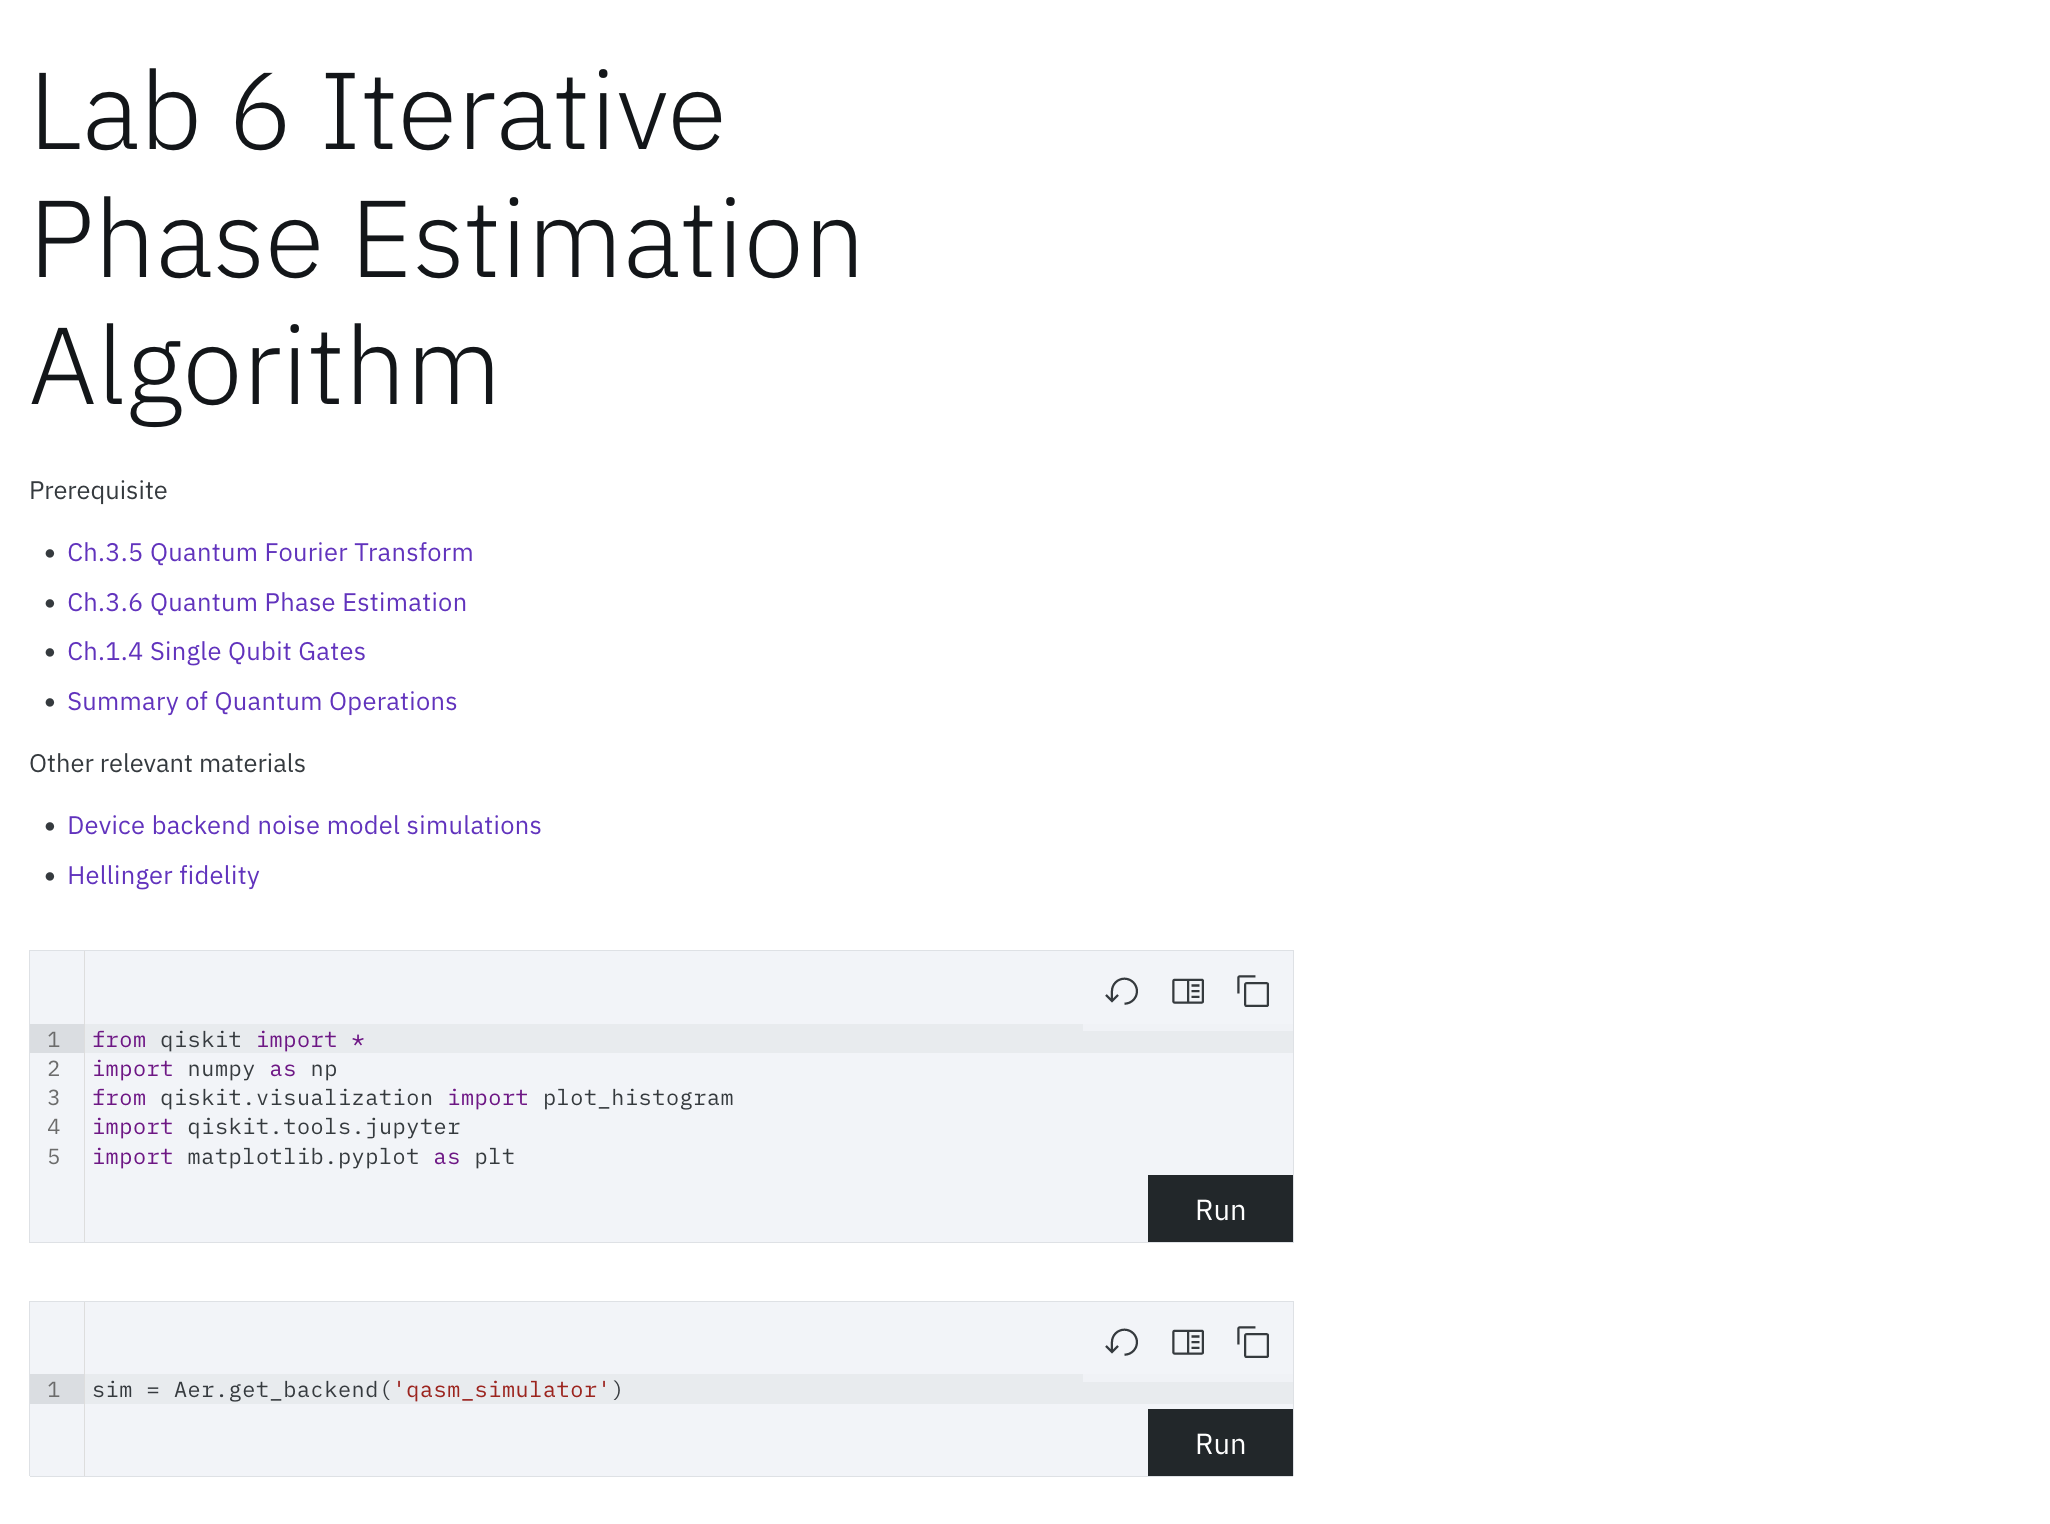 Lab 6 Iterative
Phase Estimation
Algorithm
Prerequisite
Ch.3.5 Quantum Fourier Transform
Ch.3.6 Quantum Phase Estimation
Ch.1.4 Single Qubit Gates
Summary of Quantum Operations
Other relevant materials
Device backend noise model simulations
Hellinger fidelity
1 from qiskit import *
2 import numpy as np
3 from qiskit.visualization import plot_histogram
4 import qiskit.tools.jupyter
5 import matplotlib.pyplot as plt
Run
1 sim = Aer.get_backend('qasm_simulator')
Run